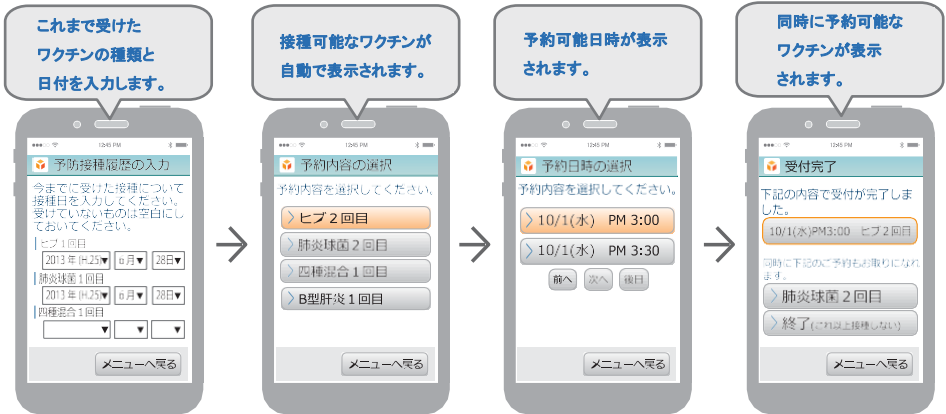 これまで受けた
ワクチンの種類と
日付を入力します。
12:45 PM
予防接種履歴の入力
今までに受けた接種について
接種日を入力してください。
受けていないものは空白にし
ておいてください。
ヒブ1回目
2013年(H.25)▼
6月▼
28日▼
肺炎球菌1回目
2013年(H.25)▼
6月▼
28日▼
四種混合1回目
▼
▼
▼
メニューへ戻る
接種可能なワクチンが
自動で表示されます。
12:45 PM
予約内容の選択
予約内容を選択してください。
ヒブ2回目
肺炎球菌2回目
四種混合1回目
B型肝炎1回目
メニューへ戻る
予約可能日時が表示
されます。
12:45 PM
予約日時の選択
予約内容を選択してください。
10/1(水) PM 3:00
10/1(水) PM 3:30
前へ
次へ
後日
メニューへ戻る
同時に予約可能な
ワクチンが表示
されます。
12:45 PM
受付完了
下記の内容で受付が完了しま
した。
10/1(水)PM3:00 ヒブ2回目
同時に下記のご予約もお取りになれ
ます。
肺炎球菌2回目
終了(これ以上接種しない)
メニューへ戻る